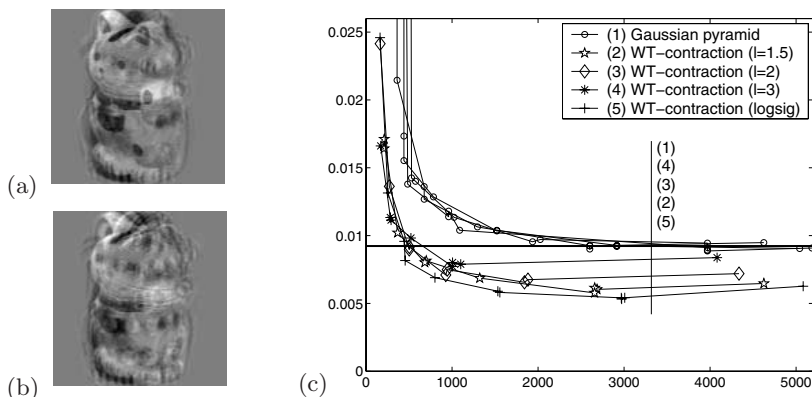 (a)
(b)
(c)
0.025
0.02
0.015
0.01
0.005
0
0
1000
2000
3000
4000
5000
(1) Gaussian pyramid
(2) WT−contraction (l=1.5)
(3) WT−contraction (l=2)
(4) WT−contraction (l=3)
(5) WT−contraction (logsig)
(1)
(4)
(3)
(2)
(5)